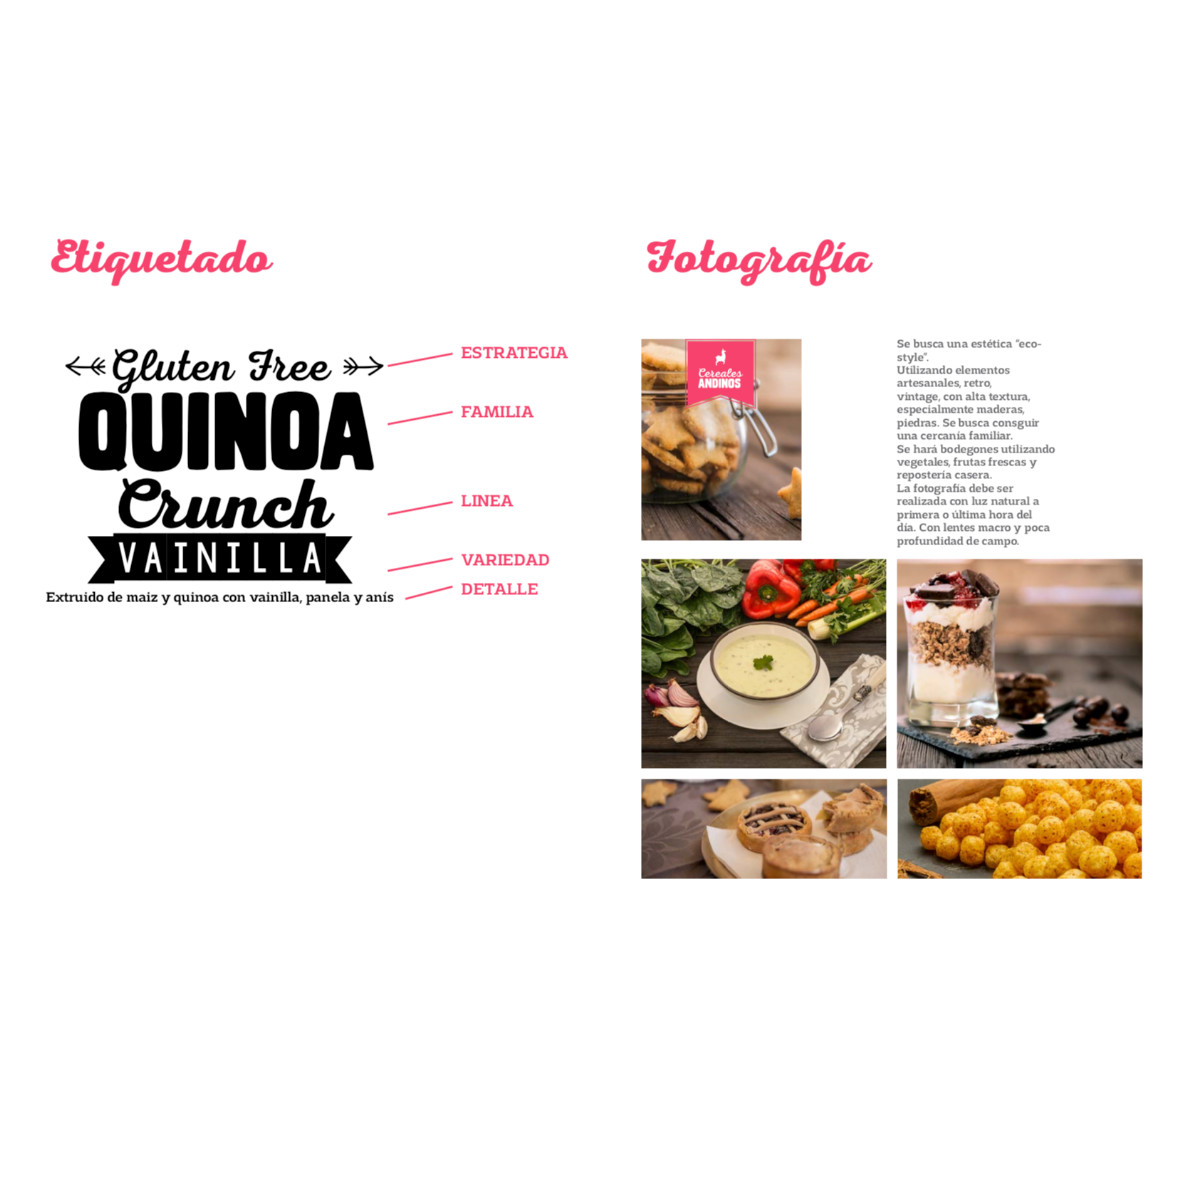 Etiquetado
Gluten Free
QUINOA
Crunch
VAINILLA
Extruido de maiz y quinoa con vainilla, panela y anís
ESTRATEGIA
FAMILIA
LINEA
VARIEDAD
DETALLE
Fotografía
Cereales
ANDINOS
Se busca una estética “eco-
style”.
Utilizando elementos
artesanales, retro,
vintage, con alta textura,
especialmente maderas,
piedras. Se busca consguir
una cercanía familiar.
Se hará bodegones utilizando
vegetales, frutas frescas y
repostería casera.
La fotografía debe ser
realizada con luz natural a
primera o última hora del
día. Con lentes macro y poca
profundidad de campo.